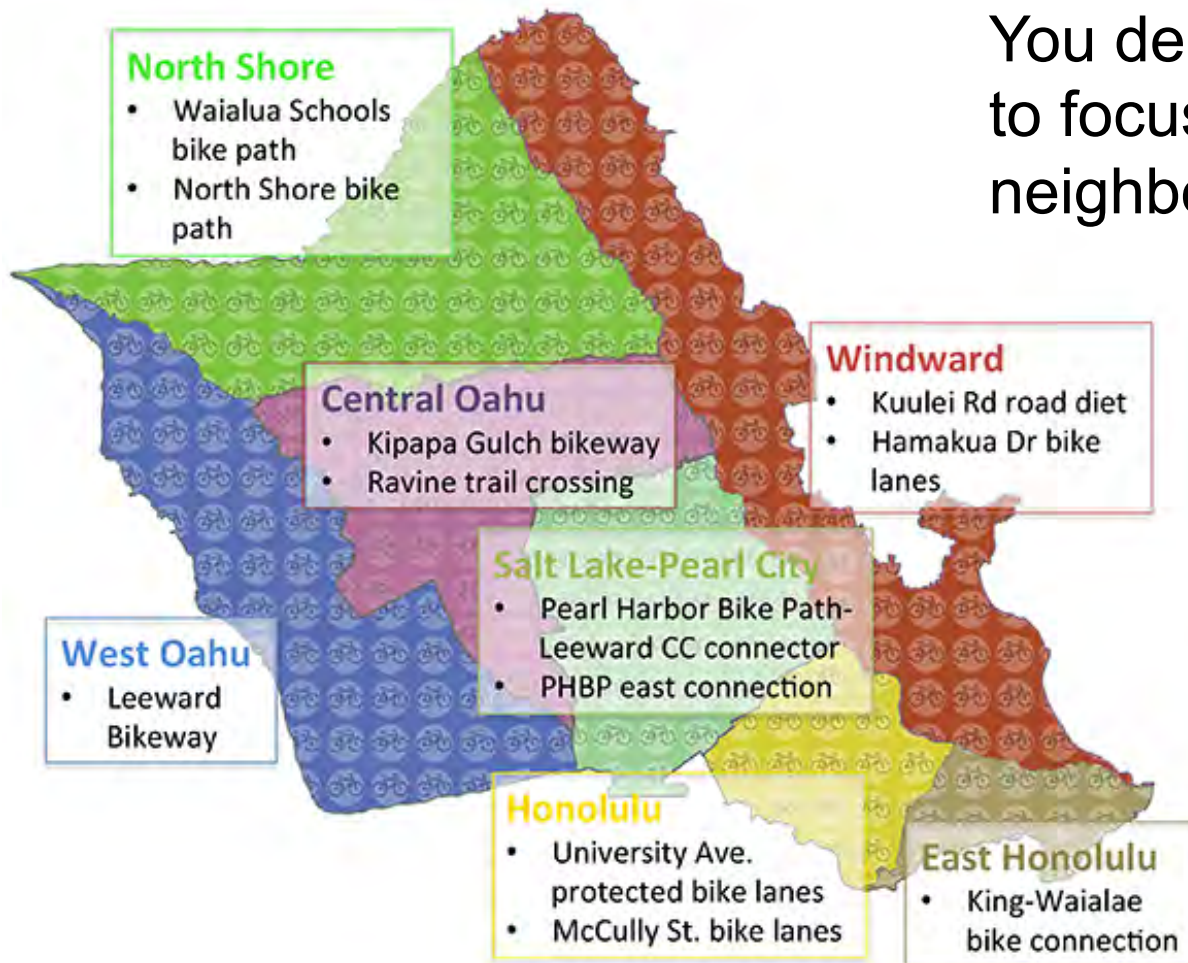 You de
to focus
neighbo
North Shore
• Waialua Schools
bike path
• North Shore bike
path
Central Oahu
• Kipapa Gulch bikeway
• Ravine trail crossing
Windward
• Kuulei Rd road diet
• Hamakua Dr bike
lanes
Salt Lake-Pearl City
• Pearl Harbor Bike Path-
Leeward CC connector
• PHBP east connection
West Oahu
• Leeward
Bikeway
Honolulu
• University Ave.
protected bike lanes
• McCully St. bike lanes
East Honolulu
• King-Waialae
bike connection